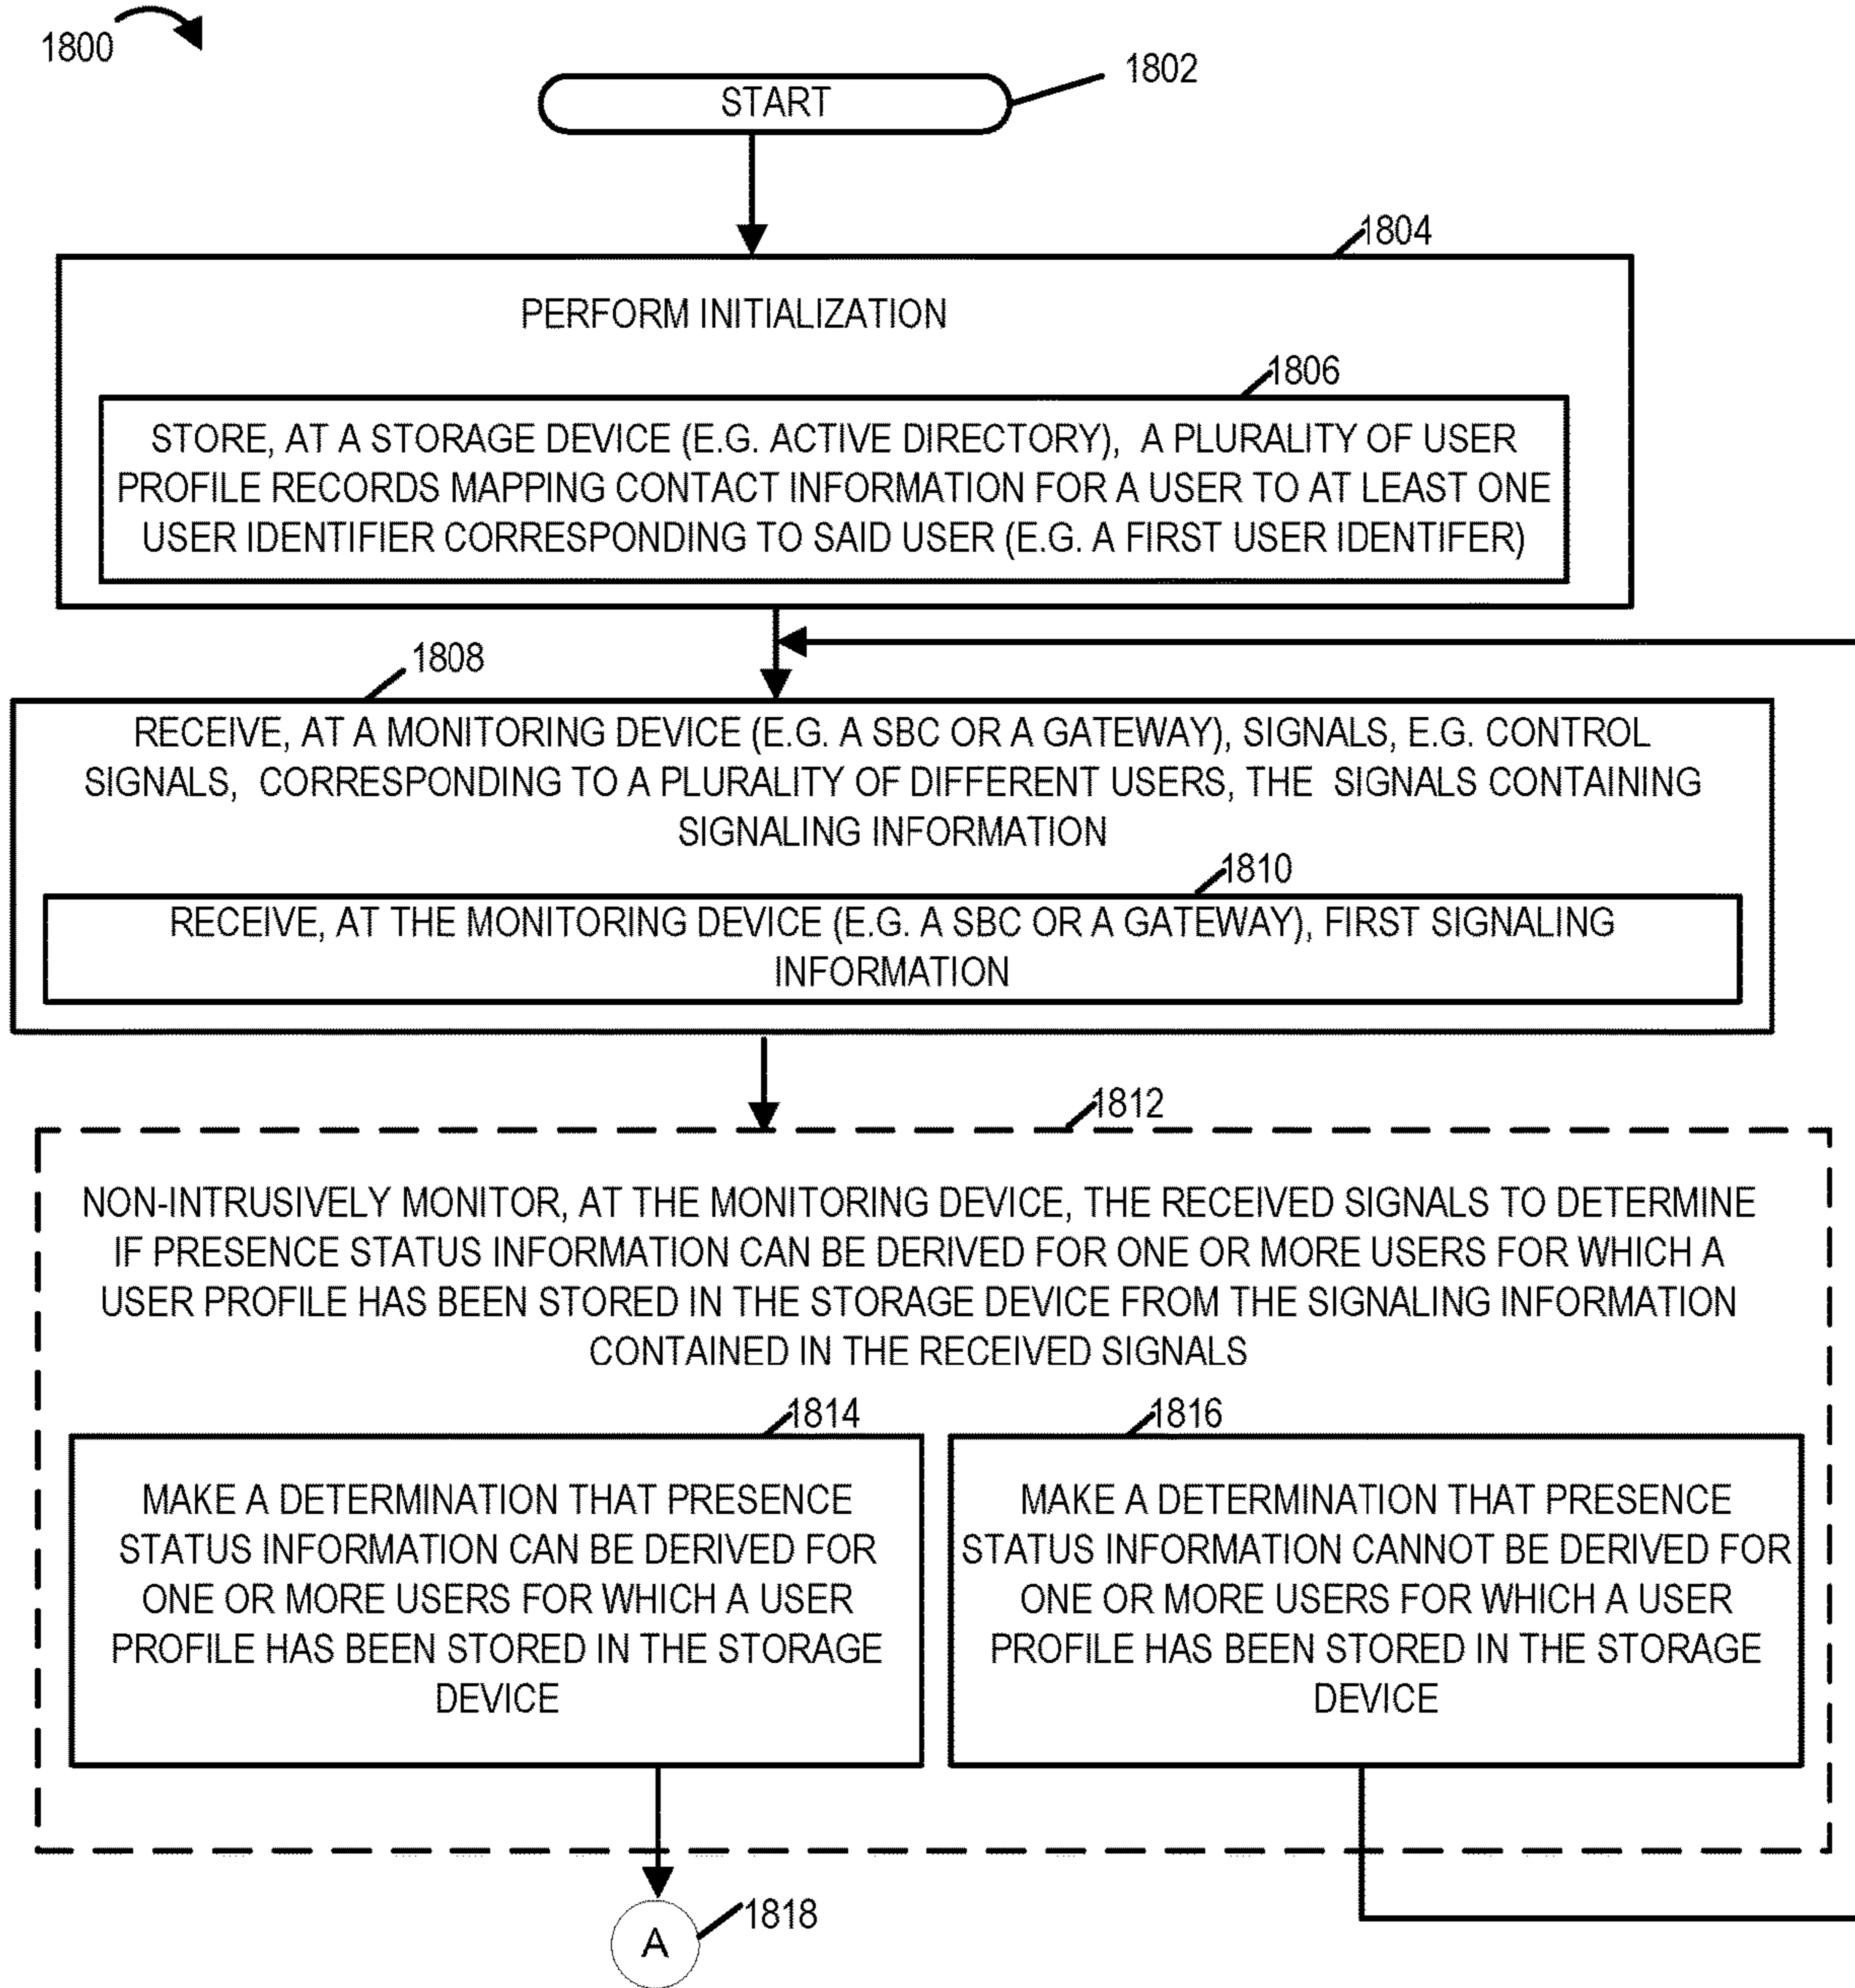 1800
START
1802
1804
PERFORM INITIALIZATION
1806
STORE, AT A STORAGE DEVICE (E.G. ACTIVE DIRECTORY), A PLURALITY OF USER
PROFILE RECORDS MAPPING CONTACT INFORMATION FOR A USER TO AT LEAST ONE
USER IDENTIFIER CORRESPONDING TO SAID USER (E.G. A FIRST USER IDENTIFER)
1808
RECEIVE, AT A MONITORING DEVICE (E.G. A SBC OR A GATEWAY), SIGNALS, E.G. CONTROL
SIGNALS, CORRESPONDING TO A PLURALITY OF DIFFERENT USERS, THE SIGNALS CONTAINING
SIGNALING INFORMATION
1810
RECEIVE, AT THE MONITORING DEVICE (E.G. A SBC OR A GATEWAY), FIRST SIGNALING
INFORMATION
1812
NON-INTRUSIVELY MONITOR, AT THE MONITORING DEVICE, THE RECEIVED SIGNALS TO DETERMINE
IF PRESENCE STATUS INFORMATION CAN BE DERIVED FOR ONE OR MORE USERS FOR WHICH A
USER PROFILE HAS BEEN STORED IN THE STORAGE DEVICE FROM THE SIGNALING INFORMATION
CONTAINED IN THE RECEIVED SIGNALS
1814
MAKE A DETERMINATION THAT PRESENCE
STATUS INFORMATION CAN BE DERIVED FOR
ONE OR MORE USERS FOR WHICH A USER
PROFILE HAS BEEN STORED IN THE STORAGE
DEVICE
1816
MAKE A DETERMINATION THAT PRESENCE
STATUS INFORMATION CANNOT BE DERIVED FOR
ONE OR MORE USERS FOR WHICH A USER
PROFILE HAS BEEN STORED IN THE STORAGE
DEVICE
A
1818